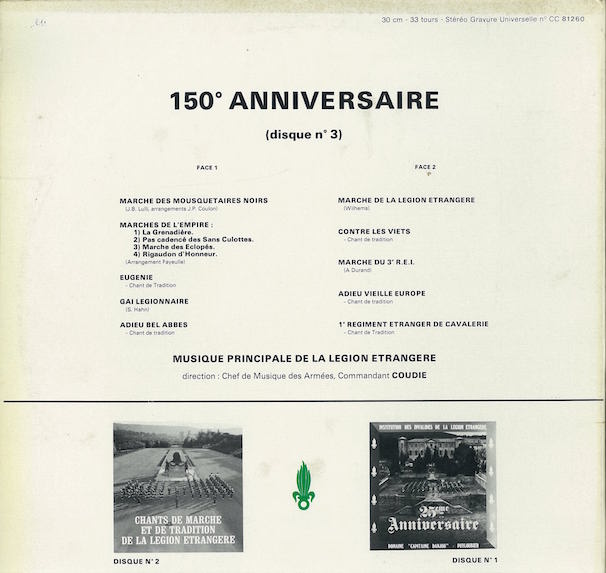 30 cm - 33 tours - Stéréo Gravure Universelle n° CC 81260
150° ANNIVERSAIRE
(disque n° 3)
FACE 1
MARCHE DES MOUSQUETAIRES NOIRS
(J.B. Lulli, arrangements J.P. Coulon)
MARCHES DE L'EMPIRE :
1) La Grenadière.
2) Pas cadencé des Sans Culottes.
3) Marche des Eclopés.
4) Rigaudon d'Honneur.
(Arrangement Fayeulle)
EUGENIE
- Chant de Tradition
GAI LEGIONNAIRE
(S. Hahn)
ADIEU BEL ABBES
- Chant de tradition
FACE 2
MARCHE DE LA LEGION ETRANGERE
(Wilhems).
CONTRE LES VIETS
- Chant de tradition
MARCHE DU 3° R.E.I.
(A Durand)
ADIEU VIEILLE EUROPE
- Chant de tradition
1° REGIMENT ETRANGER DE CAVALERIE
- Chant de Tradition
MUSIQUE PRINCIPALE DE LA LEGION ETRANGERE
direction : Chef de Musique des Armées, Commandant COUDIE
CHANTS DE MARCHE
ET DE TRADITION
DE LA LEGION ETRANGERE
DISQUE N° 2
INSTITUTION DES INVALIDES DE LA LEGION ETRANGERE
25eme
Anniversaire
DOMAINE "CAPITAINE DANJOU" - PUYLOUBIER
DISQUE N° 1